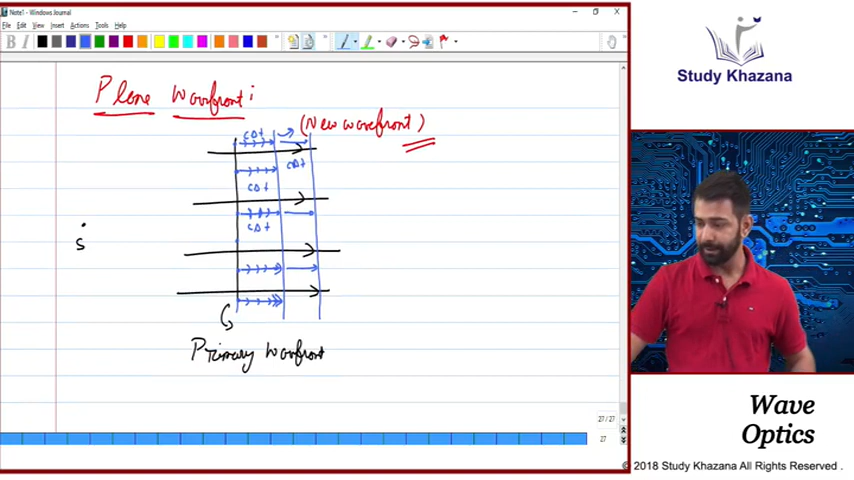 Note1 - Windows Journal
File Edit View Insert Actions Tools Help
B I
Study Khazana
Plane Wavefront :
(New wavefront)
cΔt
cΔt
cΔt
cΔt
S
Primary Wavefront
27 / 27
27
Wave
Optics
© 2018 Study Khazana All Rights Reserved .